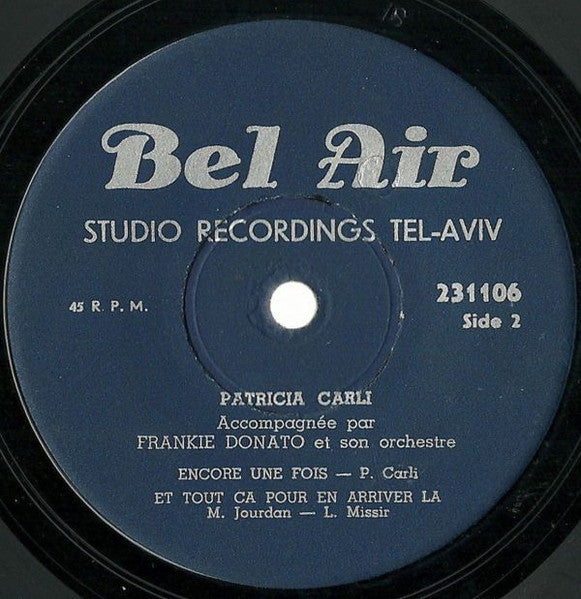 Bel Air
STUDIO RECORDINGS TEL-AVIV
45 R. P. M.
231106
Side 2
PATRICIA CARLI
Accompagnée par
FRANKIE DONATO et son orchestre
ENCORE UNE FOIS — P. Carli
ET TOUT CA POUR EN ARRIVER LA
M. Jourdan — L. Missir